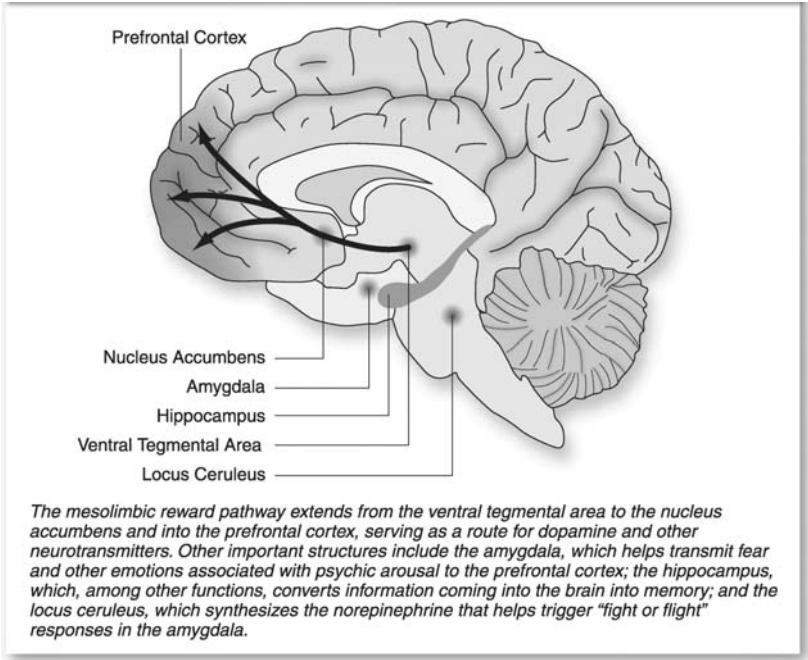 Prefrontal Cortex
Nucleus Accumbens
Amygdala
Hippocampus
Ventral Tegmental Area
Locus Ceruleus
The mesolimbic reward pathway extends from the ventral tegmental area to the nucleus
accumbens and into the prefrontal cortex, serving as a route for dopamine and other
neurotransmitters. Other important structures include the amygdala, which helps transmit fear
and other emotions associated with psychic arousal to the prefrontal cortex; the hippocampus,
which, among other functions, converts information coming into the brain into memory; and the
locus ceruleus, which synthesizes the norepinephrine that helps trigger “fight or flight”
responses in the amygdala.